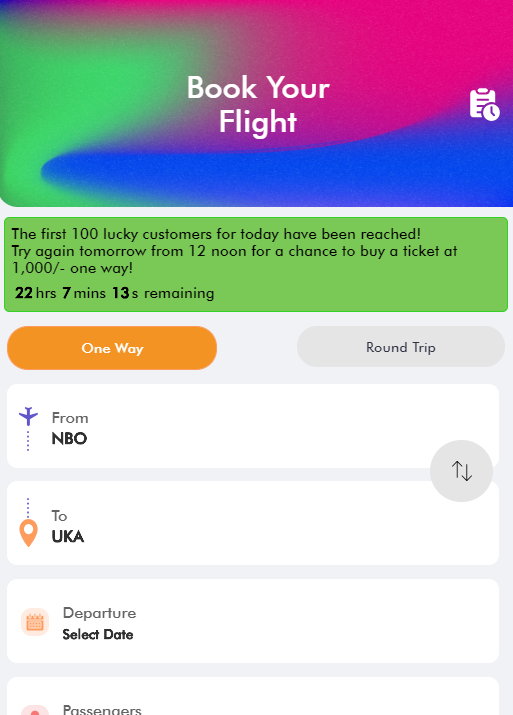 Book Your
Flight
The first 100 lucky customers for today have been reached!
Try again tomorrow from 12 noon for a chance to buy a ticket at
1,000/- one way!
22 hrs 7 mins 13 s remaining
One Way
Round Trip
From
NBO
To
UKA
Departure
Select Date
Passengers